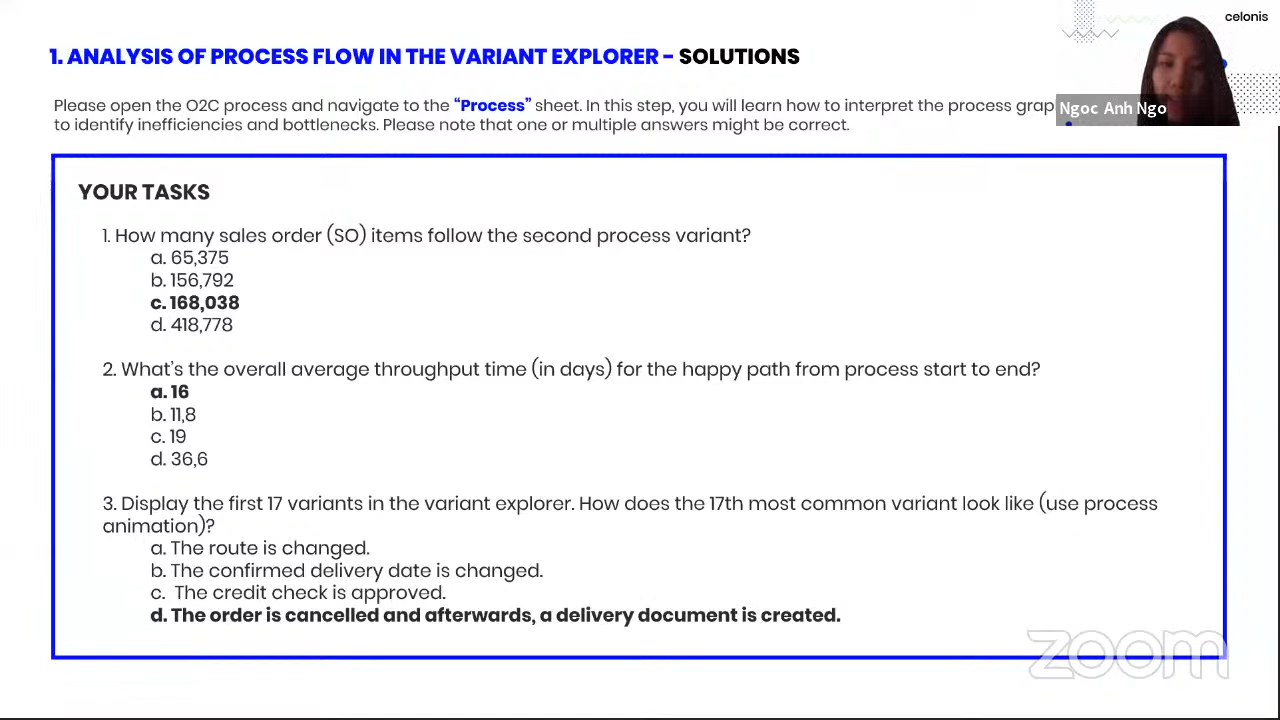 celonis
1. ANALYSIS OF PROCESS FLOW IN THE VARIANT EXPLORER - SOLUTIONS
Please open the O2C process and navigate to the “Process” sheet. In this step, you will learn how to interpret the process
Ngoc Anh Ngo
to identify inefficiencies and bottlenecks. Please note that one or multiple answers might be correct.
YOUR TASKS
1. How many sales order (SO) items follow the second process variant?
a. 65,375
b. 156,792
c. 168,038
d. 418,778
2. What's the overall average throughput time (in days) for the happy path from process start to end?
a. 16
b. 11,8
c. 19
d. 36,6
3. Display the first 17 variants in the variant explorer. How does the 17th most common variant look like (use process
animation)?
a. The route is changed.
b. The confirmed delivery date is changed.
c. The credit check is approved.
d. The order is cancelled and afterwards, a delivery document is created.
zoom